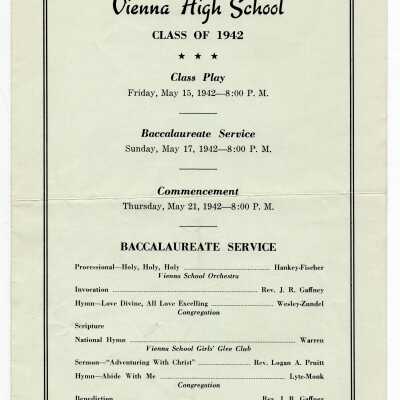 Vienna High School
CLASS OF 1942
★ ★ ★
Class Play
Friday, May 15, 1942—8:00 P. M.
Baccalaureate Service
Sunday, May 17, 1942—8:00 P. M.
Commencement
Thursday, May 21, 1942—8:00 P. M.
BACCALAUREATE SERVICE
Processional—Holy, Holy, Holy ........ Hankey-Fischer
Vienna School Orchestra
Invocation ........ Rev. J. R. Gaffney
Hymn—Love Divine, All Love Excelling ........ Wesley-Zundel
Congregation
Scripture
National Hymn ........ Warren
Vienna School Girls' Glee Club
Sermon—"Adventuring With Christ" ........ Rev. Logan A. Pruitt
Hymn—Abide With Me ........ Lyte-Monk
Congregation
Benediction ........ Rev. J. R. Gaffney